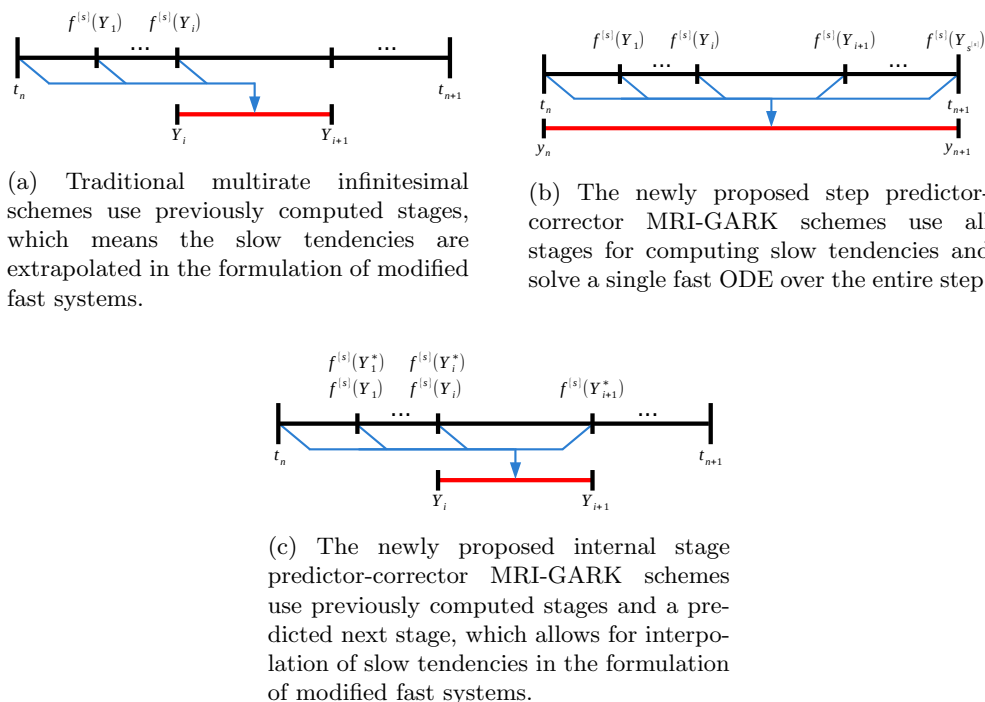 f^{s}(Y_1) f^{s}(Y_i)
... ...
t_n t_{n+1}
Y_i Y_{i+1}
(a) Traditional multirate infinitesimal
schemes use previously computed stages,
which means the slow tendencies are
extrapolated in the formulation of modified
fast systems.
f^{s}(Y_1) f^{s}(Y_i) f^{s}(Y_{i+1}) f^{s}(Y_{s^{s}})
... ...
t_n t_{n+1}
y_n y_{n+1}
(b) The newly proposed step predictor-
corrector MRI-GARK schemes use all
stages for computing slow tendencies and
solve a single fast ODE over the entire step
f^{s}(Y_1^*) f^{s}(Y_i^*)
f^{s}(Y_1) f^{s}(Y_i) f^{s}(Y_{i+1}^*)
... ...
t_n t_{n+1}
Y_i Y_{i+1}
(c) The newly proposed internal stage
predictor-corrector MRI-GARK schemes
use previously computed stages and a pre-
dicted next stage, which allows for interpo-
lation of slow tendencies in the formulation
of modified fast systems.